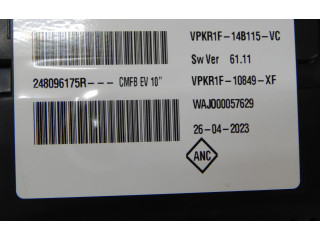 VPKR1F-14B115-VC
Sw Ver 61.11
248096175R--- CMFB EV 10" VPKR1F-10849-XF
WAJ000057629
26-04-2023
ANC